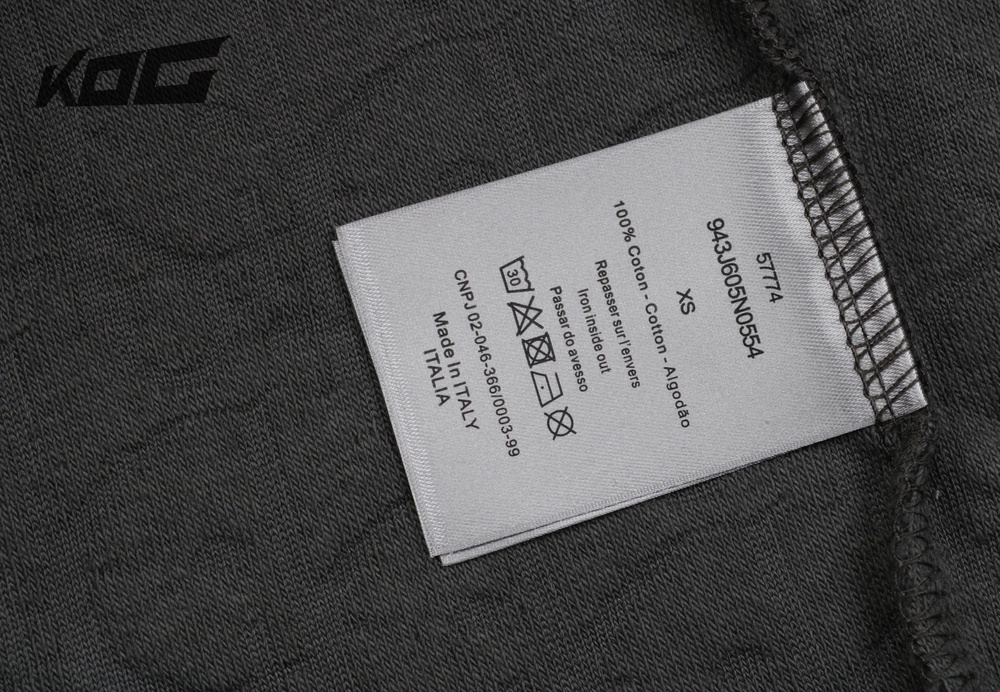 KOG
57774
943J605N0554
XS
100% Coton - Cotton - Algodão
Repasser sur l'envers
Iron inside out
Passar do avesso
30
CNPJ 02-046-366/0003-99
Made In ITALY
ITALIA